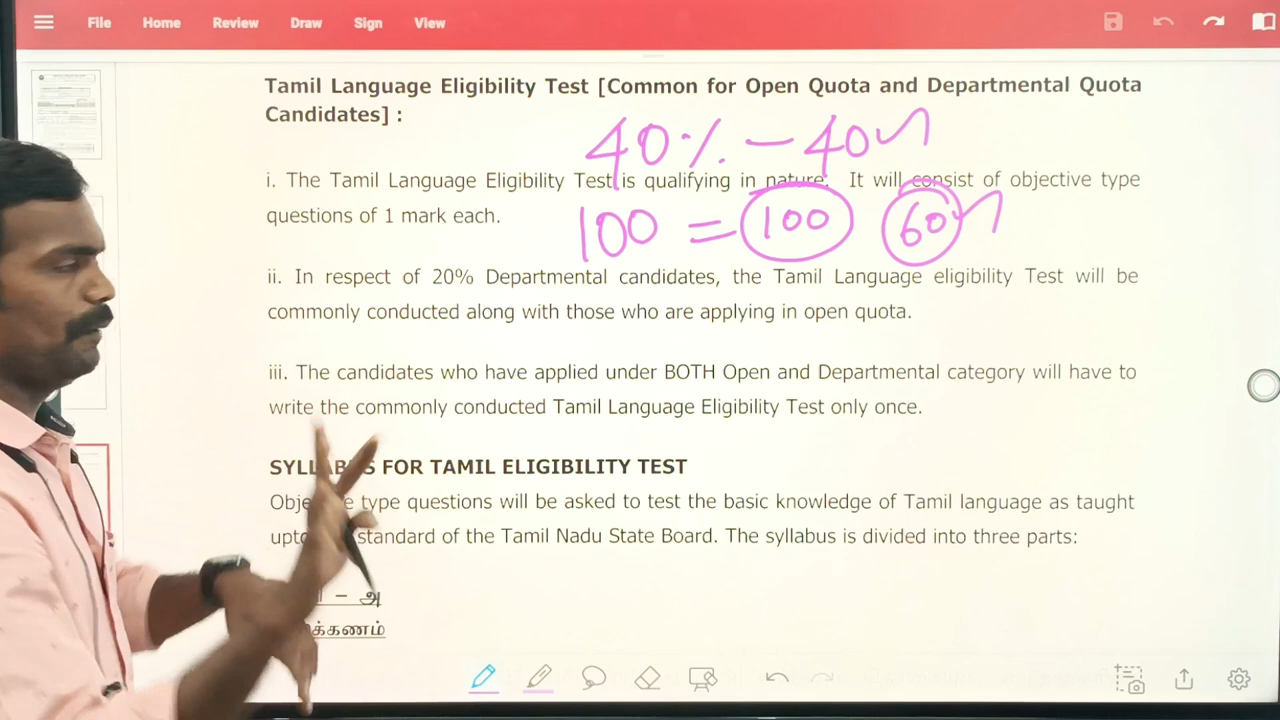 File Home Review Draw Sign View
Tamil Language Eligibility Test [Common for Open Quota and Departmental Quota
Candidates] :
40% - 40
i. The Tamil Language Eligibility Test is qualifying in nature. It will consist of objective type
questions of 1 mark each.
100 = 100 60
ii. In respect of 20% Departmental candidates, the Tamil Language eligibility Test will be
commonly conducted along with those who are applying in open quota.
iii. The candidates who have applied under BOTH Open and Departmental category will have to
write the commonly conducted Tamil Language Eligibility Test only once.
SYLLABUS FOR TAMIL ELIGIBILITY TEST
type questions will be asked to test the basic knowledge of Tamil language as taught
standard of the Tamil Nadu State Board. The syllabus is divided into three parts:
– அ